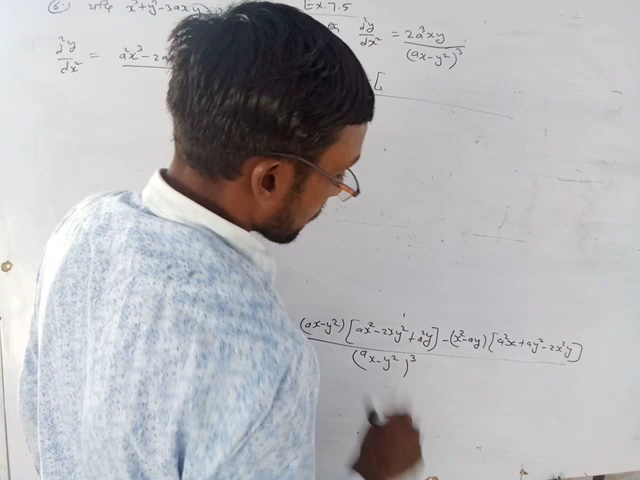 6. यदि x³+y³-3axy
Ex.7.5
d²y/dx² = 2a³xy/(ax-y²)³
d²y/dx² = a²x³-2a
(ax-y²)[ax²-2xy²+a²y]-(x²-ay)[a²x+ay²-2x²y]
(ax-y²)³